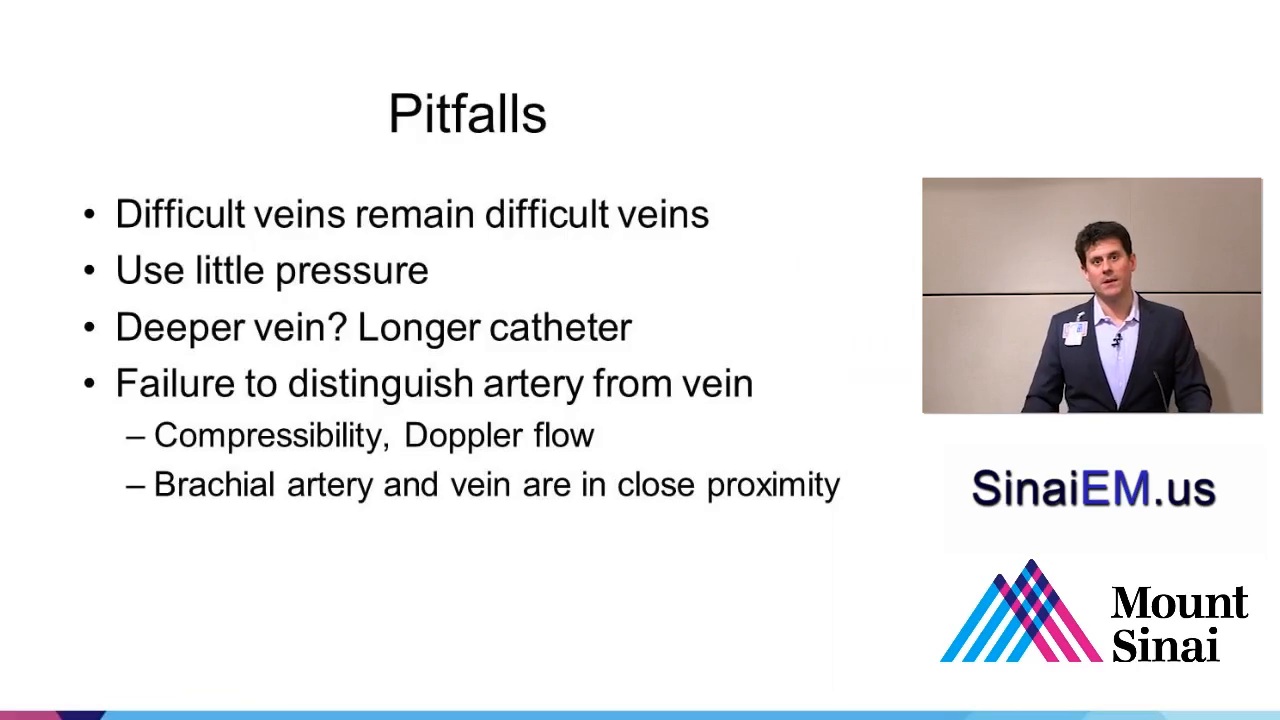 Pitfalls
• Difficult veins remain difficult veins
• Use little pressure
• Deeper vein? Longer catheter
• Failure to distinguish artery from vein
– Compressibility, Doppler flow
– Brachial artery and vein are in close proximity
SinaiEM.us
Mount
Sinai